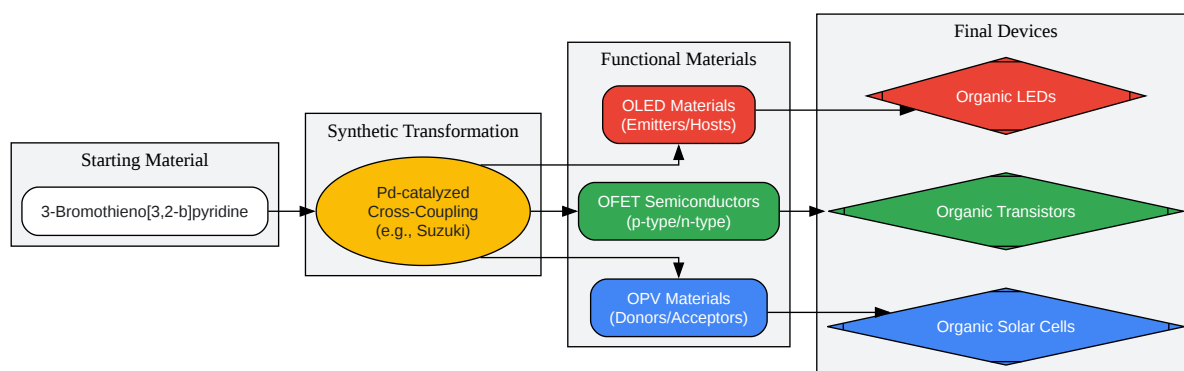 Starting Material
3-Bromothieno[3,2-b]pyridine
Synthetic Transformation
Pd-catalyzed
Cross-Coupling
(e.g., Suzuki)
Functional Materials
OLED Materials
(Emitters/Hosts)
OFET Semiconductors
(p-type/n-type)
OPV Materials
(Donors/Acceptors)
Final Devices
Organic LEDs
Organic Transistors
Organic Solar Cells